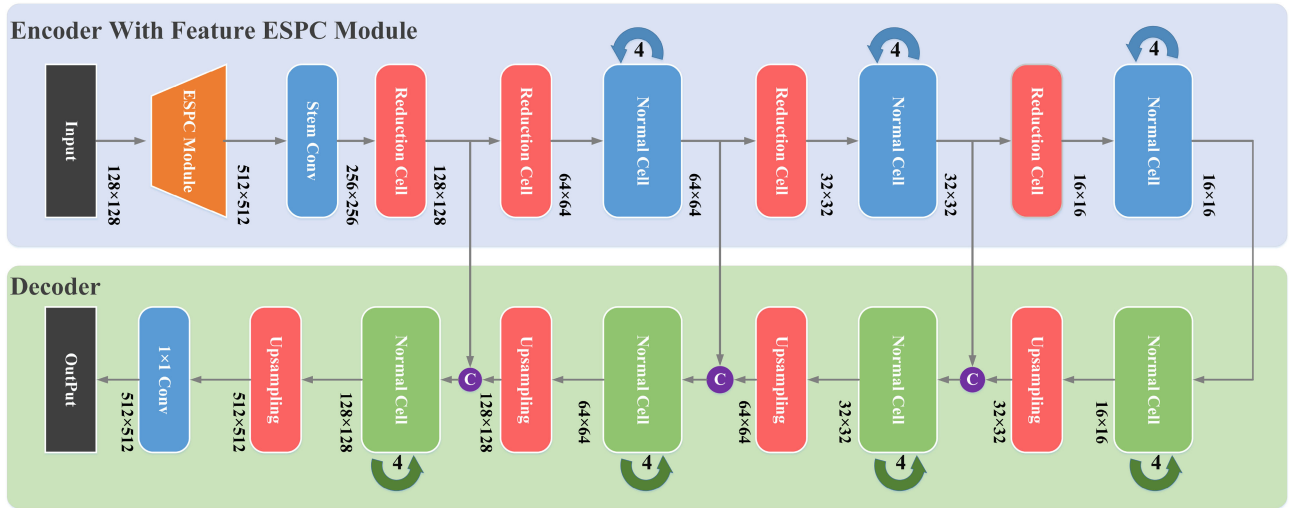 Encoder With Feature ESPC Module
Input
128×128
ESPC Module
512×512
Stem Conv
256×256
Reduction Cell
128×128
Reduction Cell
64×64
4
Normal Cell
64×64
Reduction Cell
32×32
4
Normal Cell
32×32
Reduction Cell
16×16
4
Normal Cell
16×16
Decoder
OutPut
512×512
1×1 Conv
512×512
Upsampling
128×128
Normal Cell
4
C
128×128
Upsampling
64×64
Normal Cell
4
C
64×64
Upsampling
32×32
Normal Cell
4
C
32×32
Upsampling
16×16
Normal Cell
4